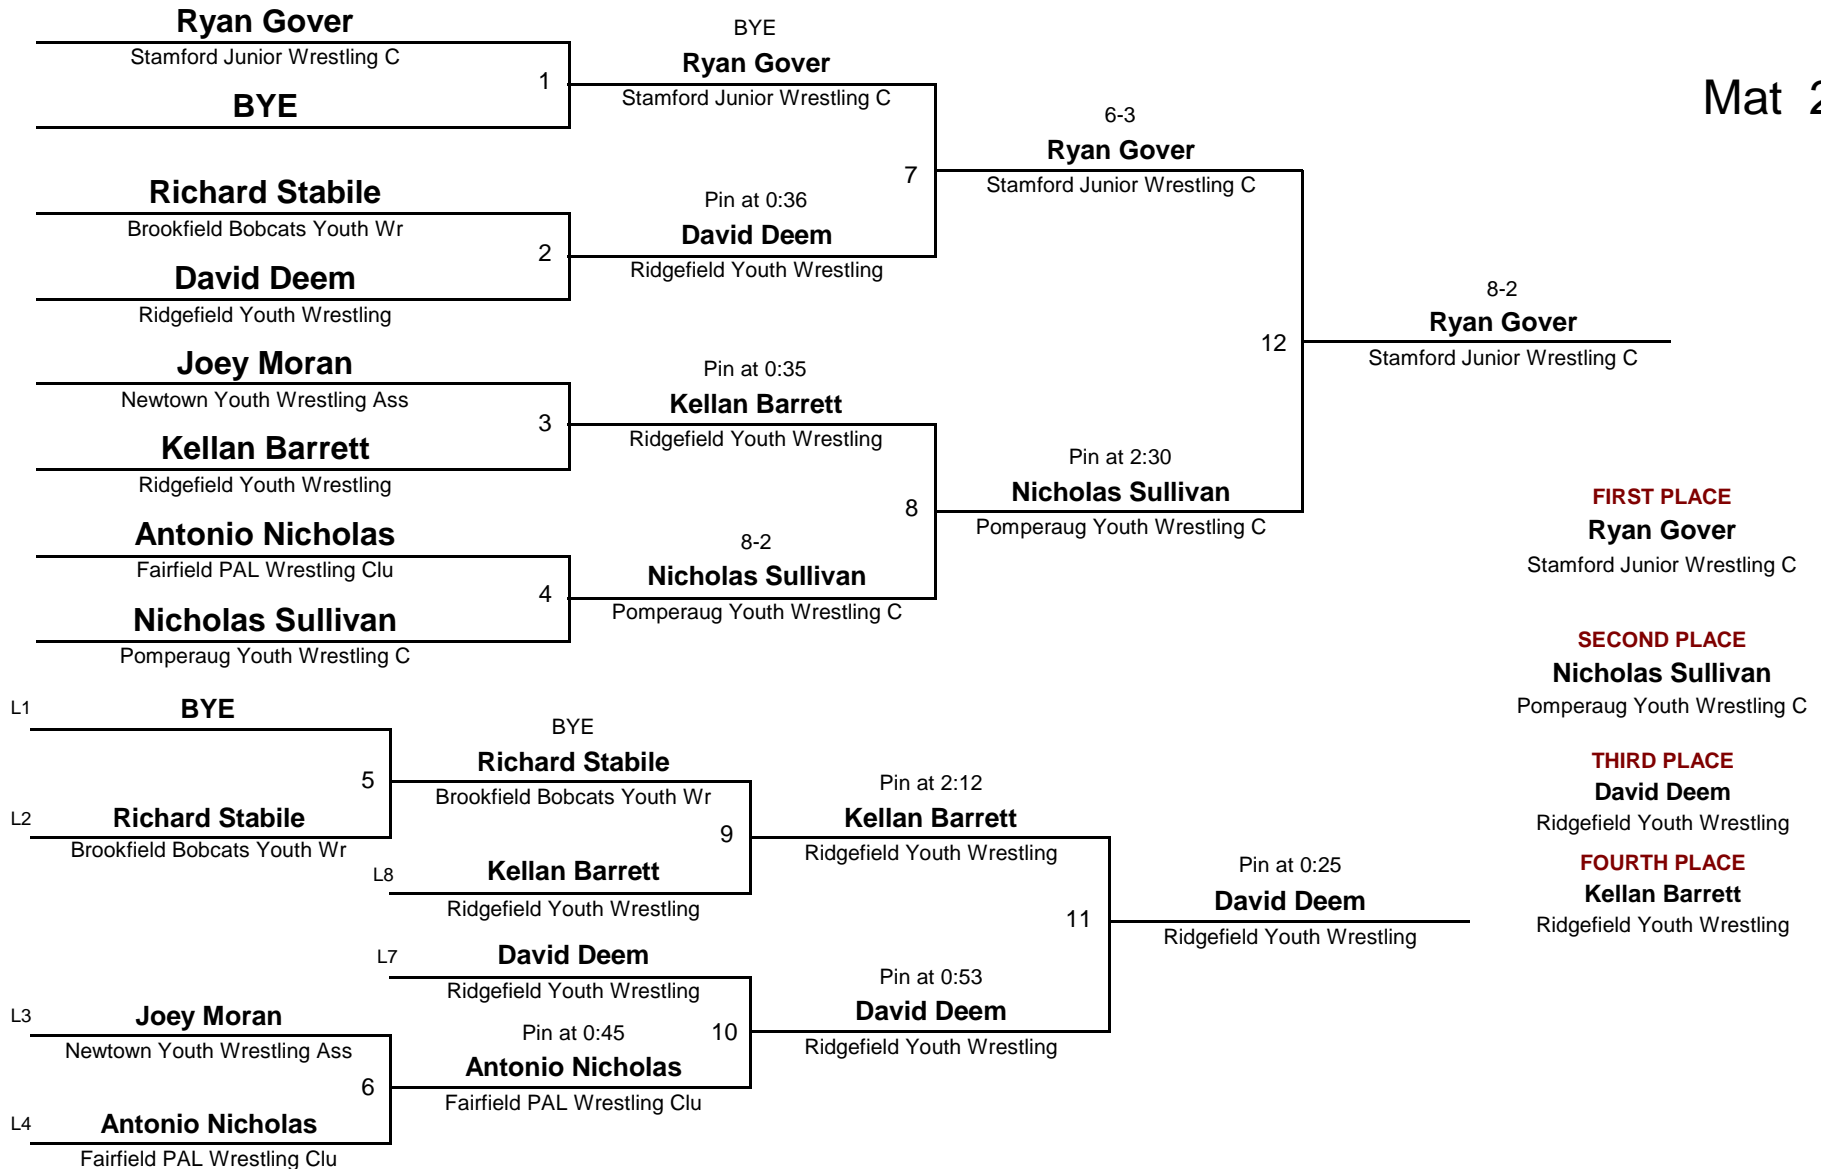 Ryan Gover
Stamford Junior Wrestling C
1
BYE
BYE
Ryan Gover
Stamford Junior Wrestling C
Mat 2
Richard Stabile
Brookfield Bobcats Youth Wr
2
David Deem
Ridgefield Youth Wrestling
Pin at 0:36
David Deem
Ridgefield Youth Wrestling
7
6-3
Ryan Gover
Stamford Junior Wrestling C
Joey Moran
Newtown Youth Wrestling Ass
3
Kellan Barrett
Ridgefield Youth Wrestling
Pin at 0:35
Kellan Barrett
Ridgefield Youth Wrestling
Antonio Nicholas
Fairfield PAL Wrestling Clu
4
Nicholas Sullivan
Pomperaug Youth Wrestling C
8-2
Nicholas Sullivan
Pomperaug Youth Wrestling C
8
Pin at 2:30
Nicholas Sullivan
Pomperaug Youth Wrestling C
12
8-2
Ryan Gover
Stamford Junior Wrestling C
FIRST PLACE
Ryan Gover
Stamford Junior Wrestling C
SECOND PLACE
Nicholas Sullivan
Pomperaug Youth Wrestling C
THIRD PLACE
David Deem
Ridgefield Youth Wrestling
FOURTH PLACE
Kellan Barrett
Ridgefield Youth Wrestling
L1 BYE
5
L2 Richard Stabile
Brookfield Bobcats Youth Wr
BYE
Richard Stabile
Brookfield Bobcats Youth Wr
9
L8 Kellan Barrett
Ridgefield Youth Wrestling
Pin at 2:12
Kellan Barrett
Ridgefield Youth Wrestling
L7 David Deem
Ridgefield Youth Wrestling
L3 Joey Moran
Newtown Youth Wrestling Ass
6
L4 Antonio Nicholas
Fairfield PAL Wrestling Clu
Pin at 0:45
Antonio Nicholas
Fairfield PAL Wrestling Clu
10
Pin at 0:53
David Deem
Ridgefield Youth Wrestling
11
Pin at 0:25
David Deem
Ridgefield Youth Wrestling